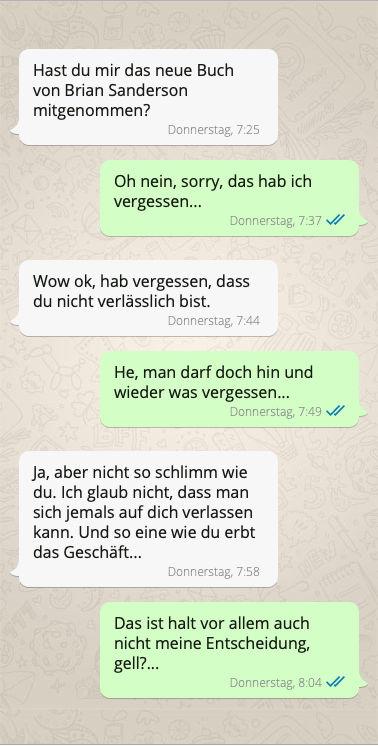 Hast du mir das neue Buch
von Brian Sanderson
mitgenommen?
Donnerstag, 7:25
Oh nein, sorry, das hab ich
vergessen...
Donnerstag, 7:37
Wow ok, hab vergessen, dass
du nicht verlässlich bist.
Donnerstag, 7:44
He, man darf doch hin und
wieder was vergessen...
Donnerstag, 7:49
Ja, aber nicht so schlimm wie
du. Ich glaub nicht, dass man
sich jemals auf dich verlassen
kann. Und so eine wie du erbt
das Geschäft...
Donnerstag, 7:58
Das ist halt vor allem auch
nicht meine Entscheidung,
gell?...
Donnerstag, 8:04